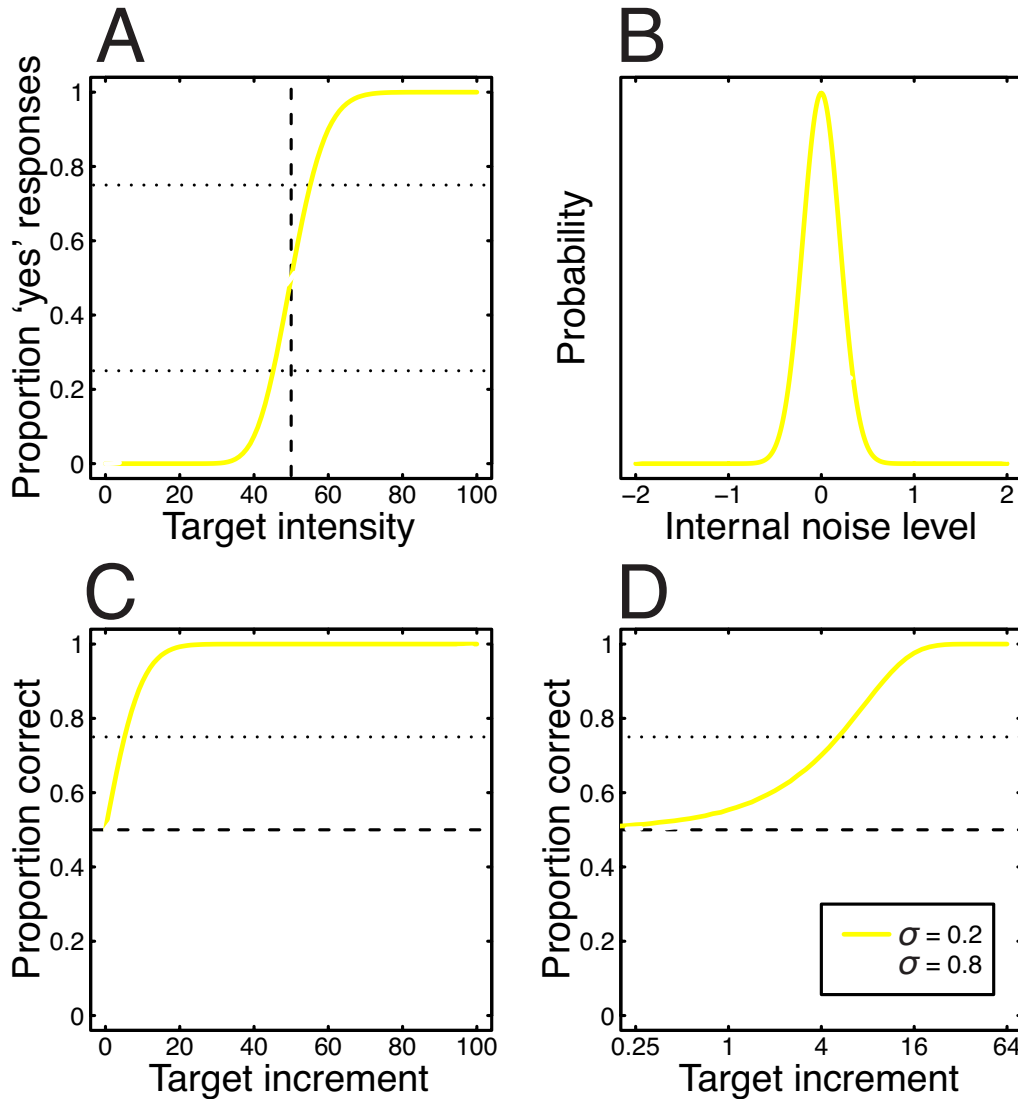 A
Proportion ‘yes’ responses
1
0.8
0.6
0.4
0.2
0
0 20 40 60 80 100
Target intensity
B
Probability
−2 −1 0 1 2
Internal noise level
C
Proportion correct
1
0.8
0.6
0.4
0.2
0
0 20 40 60 80 100
Target increment
D
Proportion correct
1
0.8
0.6
0.4
0.2
0
σ = 0.2
σ = 0.8
0.25 1 4 16 64
Target increment